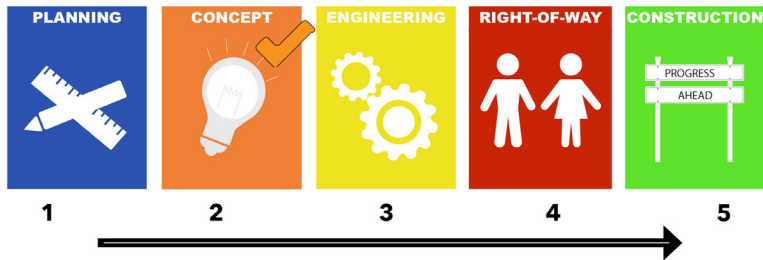 PLANNING
CONCEPT
ENGINEERING
RIGHT-OF-WAY
CONSTRUCTION
PROGRESS
AHEAD
1
2
3
4
5